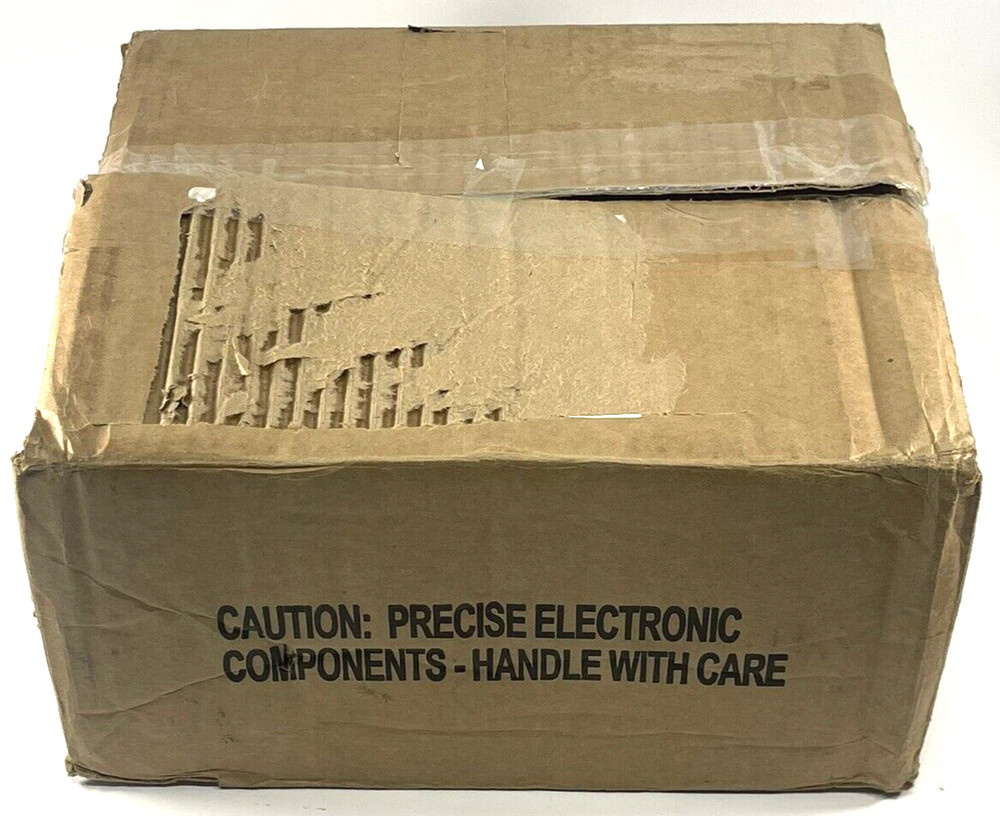 CAUTION: PRECISE ELECTRONIC
COMPONENTS - HANDLE WITH CARE